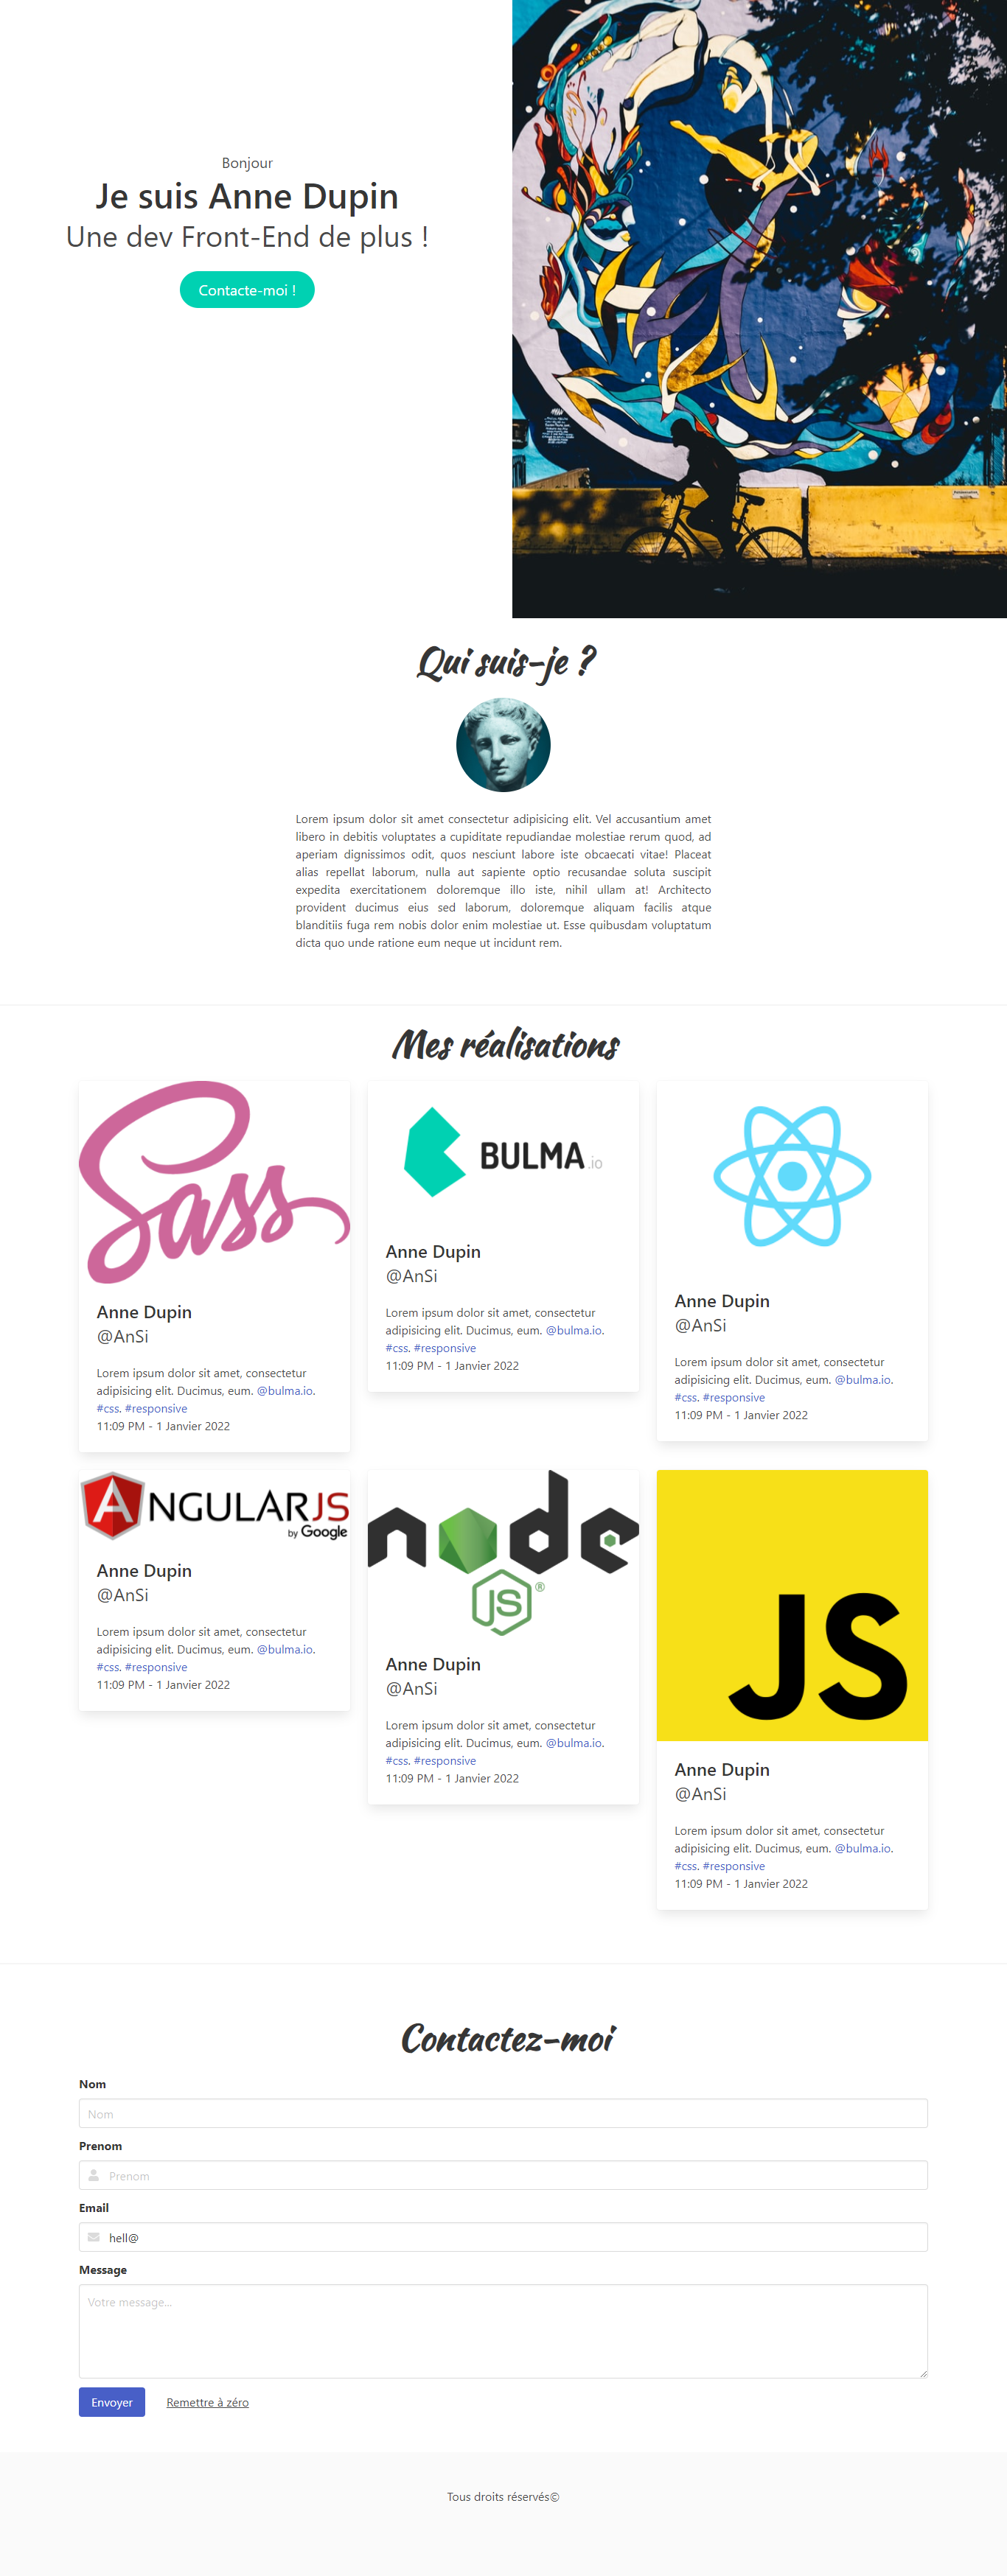 Bonjour
Je suis Anne Dupin
Une dev Front-End de plus !
Contacte-moi !
Qui suis-je ?
Lorem ipsum dolor sit amet consectetur adipisicing elit. Vel accusantium amet
libero in debitis voluptates a cupiditate repudiandae molestiae rerum quod, ad
aperiam dignissimos odit, quos nesciunt labore iste obcaecati vitae! Placeat
alias repellat laborum, nulla aut sapiente optio recusandae soluta suscipit
expedita exercitationem doloremque illo iste, nihil ullam at! Architecto
provident ducimus eius sed laborum, doloremque aliquam facilis atque
blanditiis fuga rem nobis dolor enim molestiae ut. Esse quibusdam voluptatum
dicta quo unde ratione eum neque ut incidunt rem.
Mes réalisations
Sass
Anne Dupin
@AnSi
Lorem ipsum dolor sit amet, consectetur
adipisicing elit. Ducimus, eum. @bulma.io.
#css. #responsive
11:09 PM - 1 Janvier 2022
BULMA.io
Anne Dupin
@AnSi
Lorem ipsum dolor sit amet, consectetur
adipisicing elit. Ducimus, eum. @bulma.io.
#css. #responsive
11:09 PM - 1 Janvier 2022
Anne Dupin
@AnSi
Lorem ipsum dolor sit amet, consectetur
adipisicing elit. Ducimus, eum. @bulma.io.
#css. #responsive
11:09 PM - 1 Janvier 2022
ANGULARJS
by Google
Anne Dupin
@AnSi
Lorem ipsum dolor sit amet, consectetur
adipisicing elit. Ducimus, eum. @bulma.io.
#css. #responsive
11:09 PM - 1 Janvier 2022
node
JS®
Anne Dupin
@AnSi
Lorem ipsum dolor sit amet, consectetur
adipisicing elit. Ducimus, eum. @bulma.io.
#css. #responsive
11:09 PM - 1 Janvier 2022
JS
Anne Dupin
@AnSi
Lorem ipsum dolor sit amet, consectetur
adipisicing elit. Ducimus, eum. @bulma.io.
#css. #responsive
11:09 PM - 1 Janvier 2022
Contactez-moi
Nom
Nom
Prenom
Prenom
Email
hell@
Message
Votre message...
Envoyer
Remettre à zéro
Tous droits réservés©